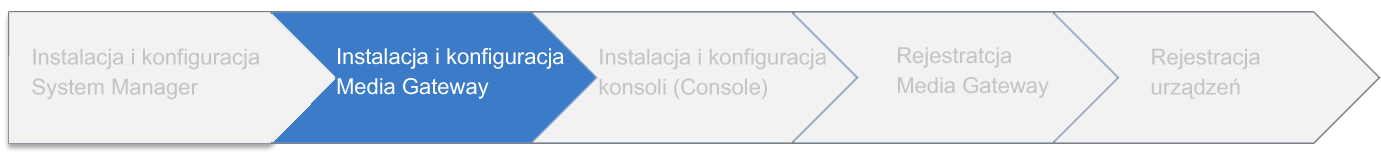 Instalacja i konfiguracja
System Manager
Instalacja i konfiguracja
Media Gateway
Instalacja i konfiguracja
konsoli (Console)
Rejestratcja
Media Gateway
Rejestracja
urządzeń